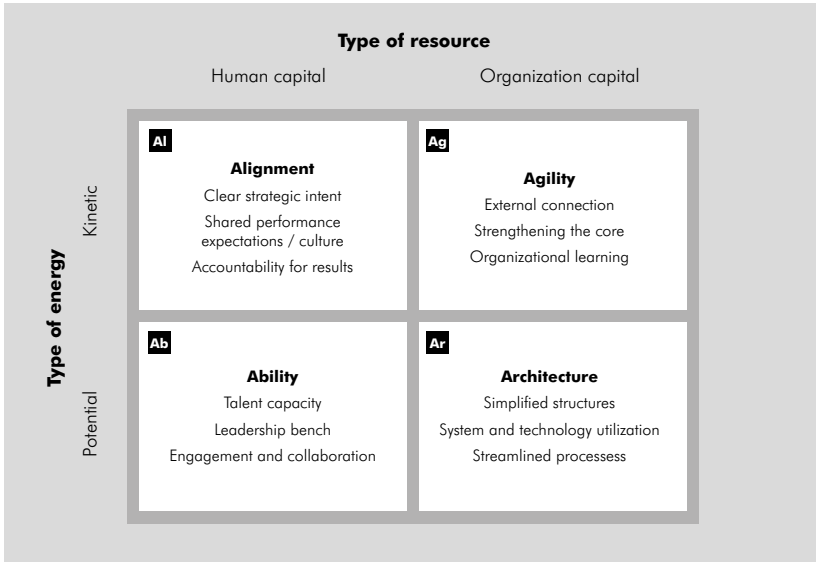 Type of resource
Human capital
Organization capital
Type of energy
Kinetic
Al
Alignment
Clear strategic intent
Shared performance
expectations / culture
Accountability for results
Ag
Agility
External connection
Strengthening the core
Organizational learning
Potential
Ab
Ability
Talent capacity
Leadership bench
Engagement and collaboration
Ar
Architecture
Simplified structures
System and technology utilization
Streamlined processess